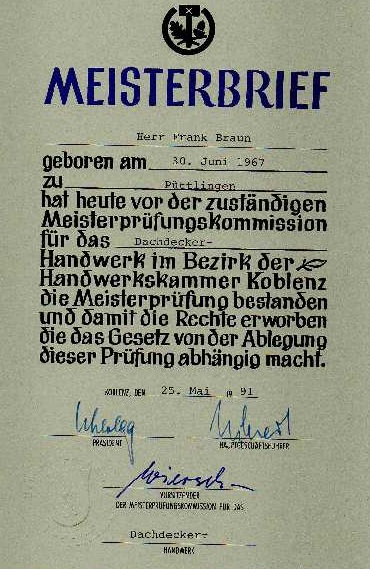 MEISTERBRIEF
Herr Frank Braun
geboren am 30. Juni 1967
zu Püttlingen
hat heute vor der zuständigen
Meisterprüfungskommission
für das Dachdecker-
Handwerk im Bezirk der
Handwerkskammer Koblenz
die Meisterprüfung bestanden
und damit die Rechte erworben
die das Gesetz von der Ablegung
dieser Prüfung abhängig macht.
KOBLENZ, DEN 25. Mai 19 91
PRÄSIDENT HAUPTGESCHÄFTSFÜHRER
VORSITZENDER
DER MEISTERPRÜFUNGSKOMMISSION FÜR DAS
Dachdecker-
HANDWERK